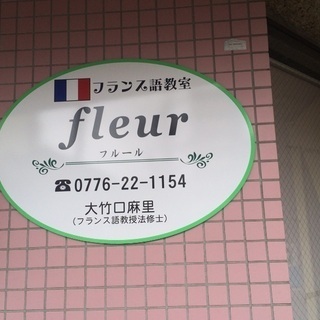 フランス語教室
fleur
フルール
☎0776-22-1154
大竹口麻里
(フランス語教授法修士)